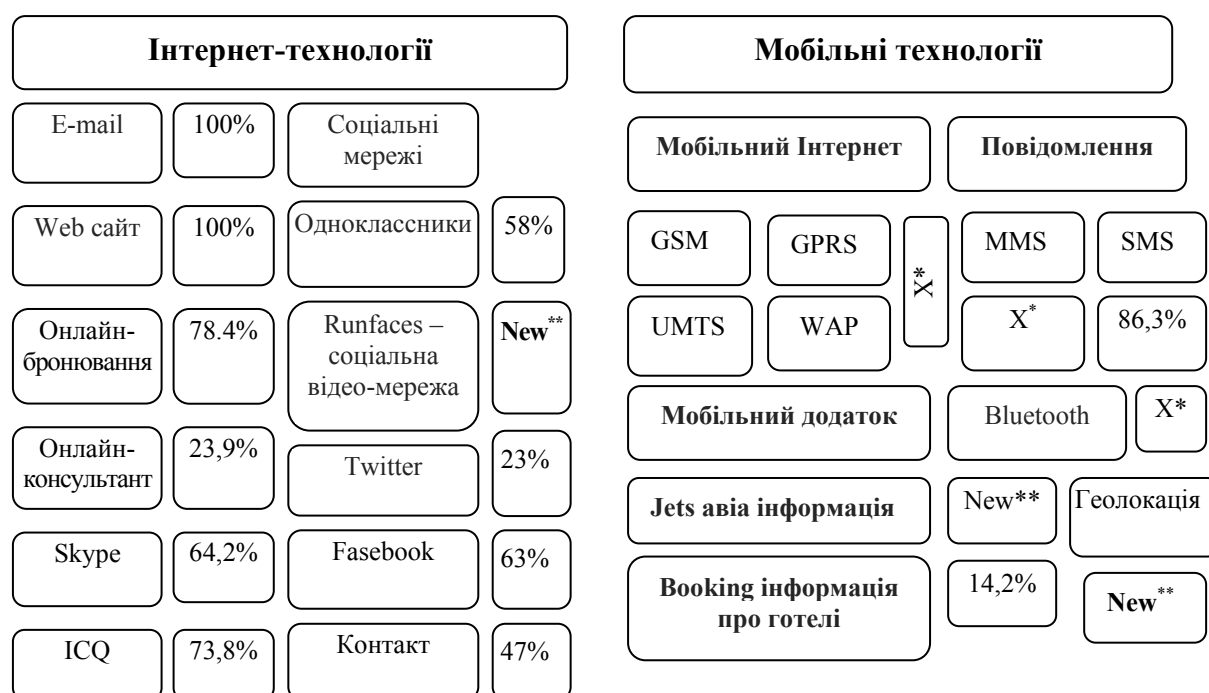 Інтернет-технології
E-mail
100%
Соціальні
мережі
Web сайт
100%
Одноклассники
58%
Онлайн-
бронювання
78.4%
Runfaces –
соціальна
відео-мережа
New**
Онлайн-
консультант
23,9%
Twitter
23%
Skype
64,2%
Fasebook
63%
ICQ
73,8%
Контакт
47%
Мобільні технології
Мобільний Інтернет
Повідомлення
GSM
GPRS
X*
MMS
SMS
UMTS
WAP
X*
86,3%
Мобільний додаток
Bluetooth
X*
Jets авіа інформація
New**
Геолокація
Booking інформація
про готелі
14,2%
New**